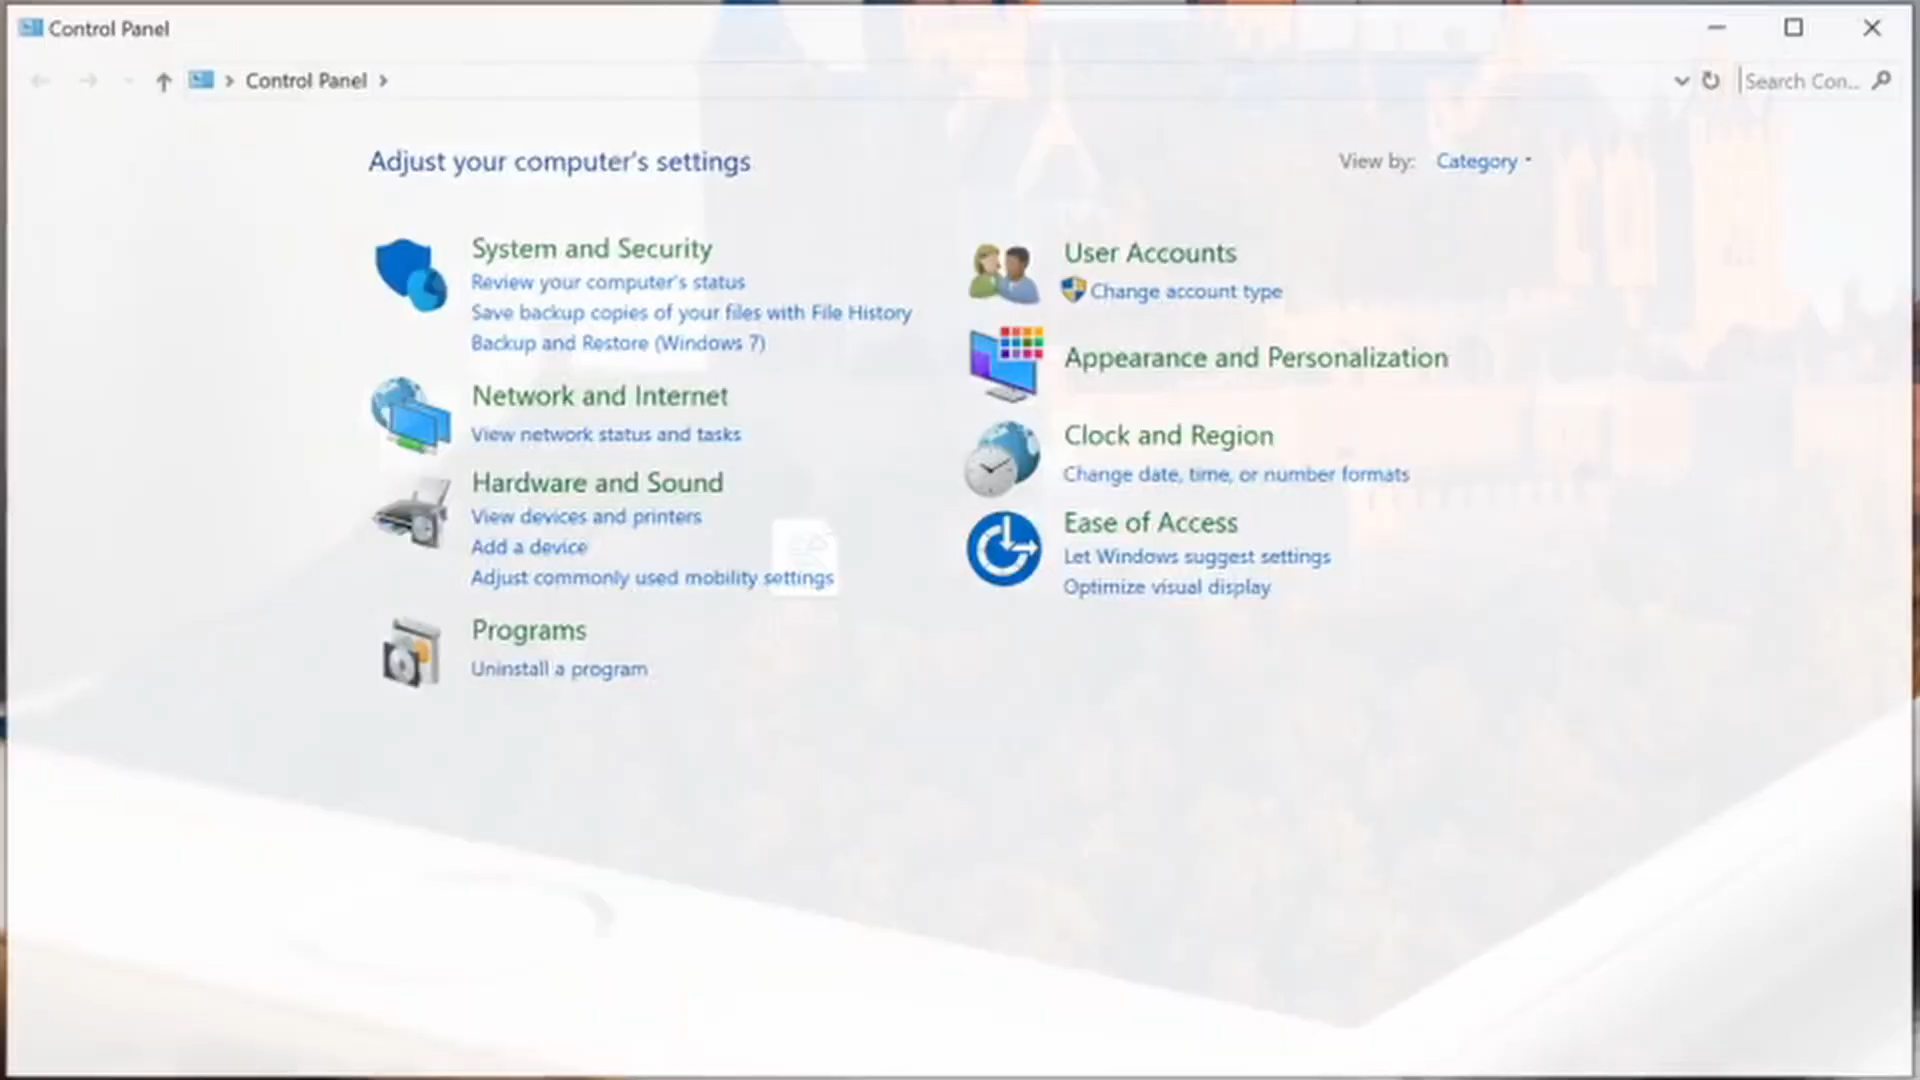 Control Panel
Control Panel
Search Con...
Adjust your computer's settings
View by: Category
System and Security
Review your computer's status
Save backup copies of your files with File History
Backup and Restore (Windows 7)
Network and Internet
View network status and tasks
Hardware and Sound
View devices and printers
Add a device
Adjust commonly used mobility settings
Programs
Uninstall a program
User Accounts
Change account type
Appearance and Personalization
Clock and Region
Change date, time, or number formats
Ease of Access
Let Windows suggest settings
Optimize visual display